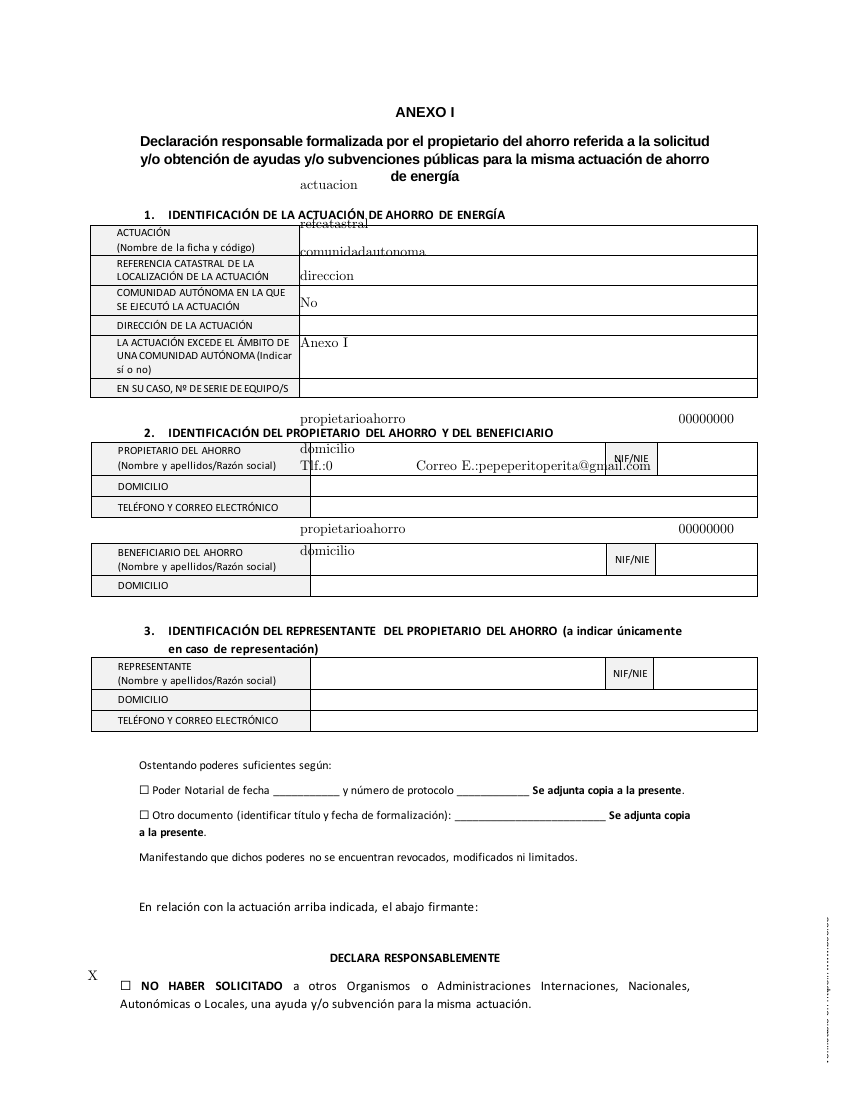 ANEXO I
Declaración responsable formalizada por el propietario del ahorro referida a la solicitud
y/o obtención de ayudas y/o subvenciones públicas para la misma actuación de ahorro
de energía
actuacion
1. IDENTIFICACIÓN DE LA ACTUACIÓN DE AHORRO DE ENERGÍA
refcatastral
ACTUACIÓN
(Nombre de la ficha y código)
comunidadautonoma
REFERENCIA CATASTRAL DE LA
LOCALIZACIÓN DE LA ACTUACIÓN
direccion
COMUNIDAD AUTÓNOMA EN LA QUE
SE EJECUTÓ LA ACTUACIÓN
No
DIRECCIÓN DE LA ACTUACIÓN
LA ACTUACIÓN EXCEDE EL ÁMBITO DE
UNA COMUNIDAD AUTÓNOMA (Indicar
sí o no)
Anexo I
EN SU CASO, Nº DE SERIE DE EQUIPO/S
propietarioahorro 00000000
2. IDENTIFICACIÓN DEL PROPIETARIO DEL AHORRO Y DEL BENEFICIARIO
PROPIETARIO DEL AHORRO
(Nombre y apellidos/Razón social)
domicilio
NIF/NIE
Tlf.:0 Correo E.:pepeperitoperita@gmail.com
DOMICILIO
TELÉFONO Y CORREO ELECTRÓNICO
propietarioahorro 00000000
BENEFICIARIO DEL AHORRO
(Nombre y apellidos/Razón social)
domicilio
NIF/NIE
DOMICILIO
3. IDENTIFICACIÓN DEL REPRESENTANTE DEL PROPIETARIO DEL AHORRO (a indicar únicamente
en caso de representación)
REPRESENTANTE
(Nombre y apellidos/Razón social)
NIF/NIE
DOMICILIO
TELÉFONO Y CORREO ELECTRÓNICO
Ostentando poderes suficientes según:
☐ Poder Notarial de fecha ___________ y número de protocolo ____________ Se adjunta copia a la presente.
☐ Otro documento (identificar título y fecha de formalización): _________________________ Se adjunta copia
a la presente.
Manifestando que dichos poderes no se encuentran revocados, modificados ni limitados.
En relación con la actuación arriba indicada, el abajo firmante:
DECLARA RESPONSABLEMENTE
X
☐ NO HABER SOLICITADO a otros Organismos o Administraciones Internaciones, Nacionales,
Autonómicas o Locales, una ayuda y/o subvención para la misma actuación.